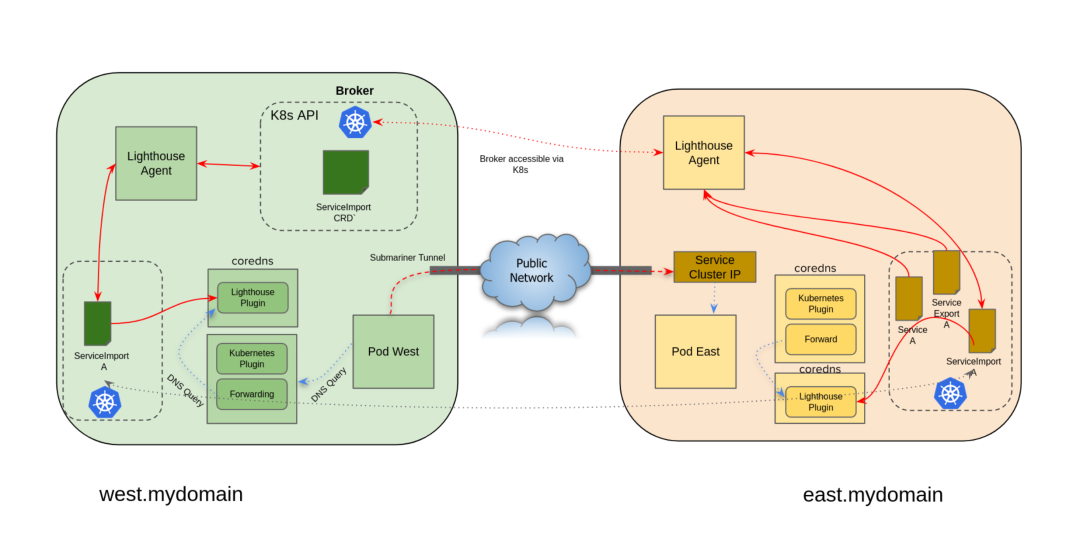 Broker
K8s API
Lighthouse
Agent
ServiceImport
CRD`
Broker accessible via
K8s
Lighthouse
Agent
Submariner Tunnel
Public
Network
Service
Cluster IP
coredns
Lighthouse
Plugin
Kubernetes
Plugin
Forwarding
ServiceImport
A
DNS Query
DNS Query
Pod West
Pod East
coredns
Kubernetes
Plugin
Forward
coredns
Lighthouse
Plugin
Service
A
Service
Export
A
ServiceImport
A
west.mydomain
east.mydomain